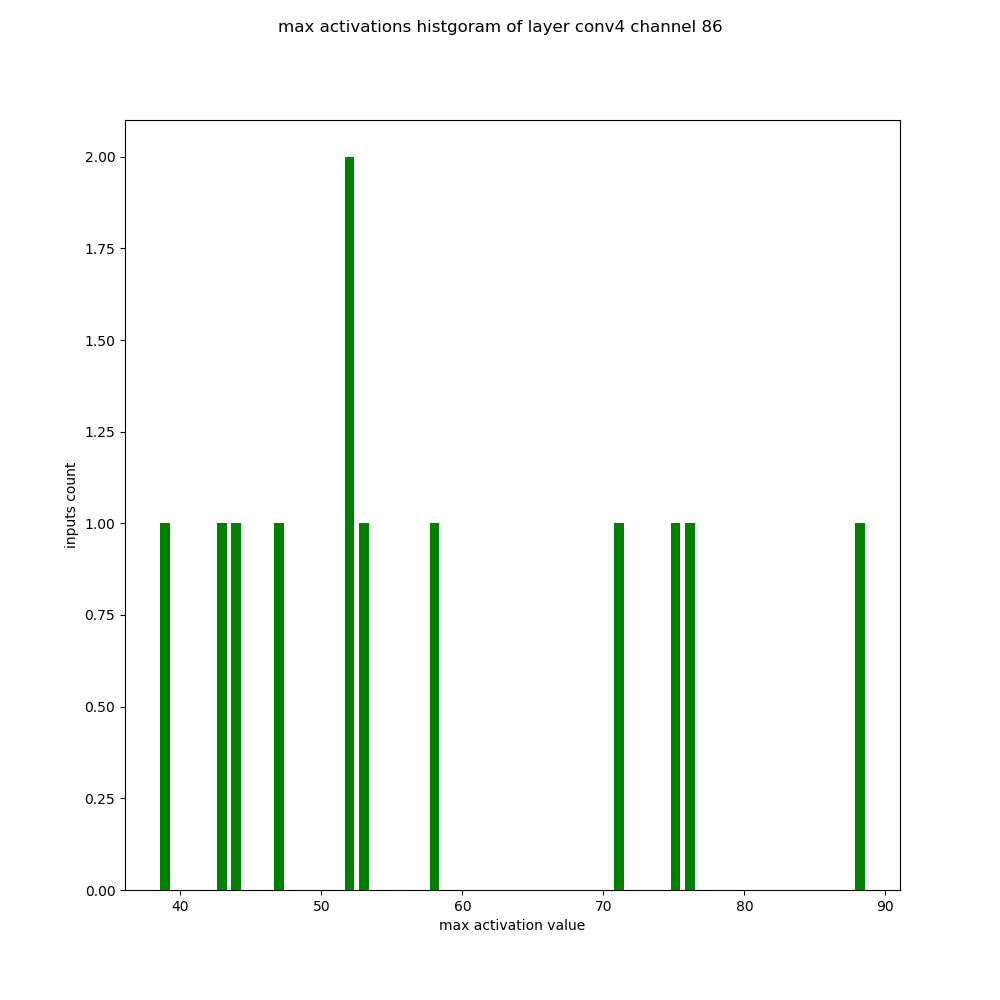 max activations histgoram of layer conv4 channel 86
2.00
1.75
1.50
1.25
1.00
0.75
0.50
0.25
0.00
inputs count
40 50 60 70 80 90
max activation value